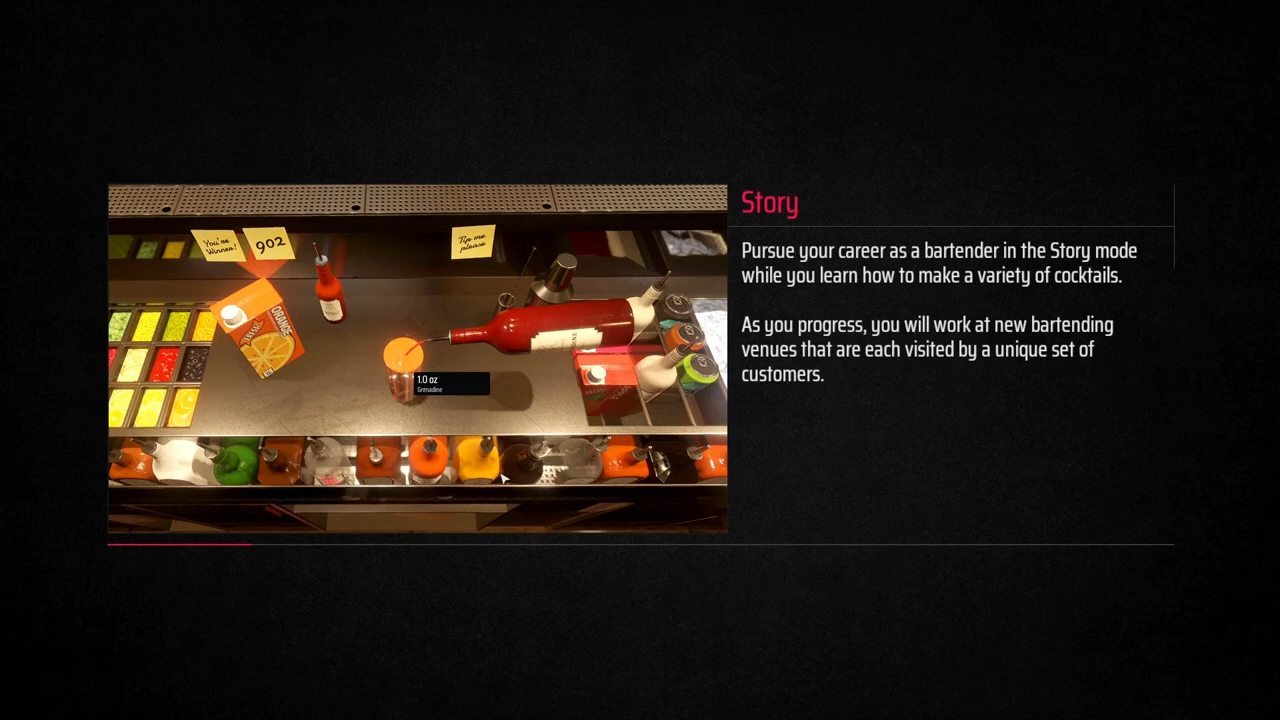 You're
Winner!
902
Tip me
please
ORANGE
1.0 oz
Grenadine
Story
Pursue your career as a bartender in the Story mode
while you learn how to make a variety of cocktails.
As you progress, you will work at new bartending
venues that are each visited by a unique set of
customers.